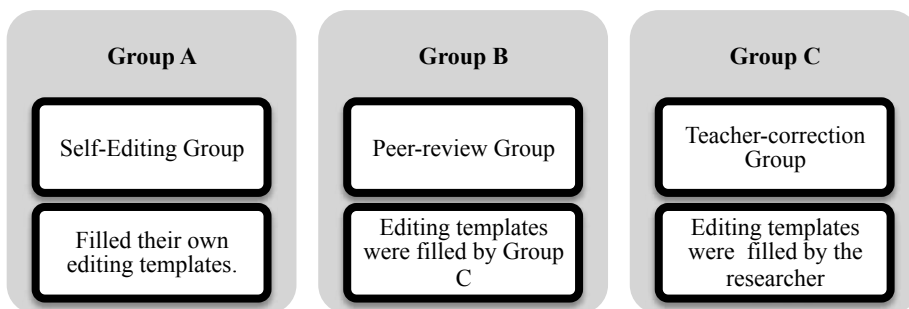 Group A
Self-Editing Group
Filled their own
editing templates.
Group B
Peer-review Group
Editing templates
were filled by Group
C
Group C
Teacher-correction
Group
Editing templates
were  filled by the
researcher